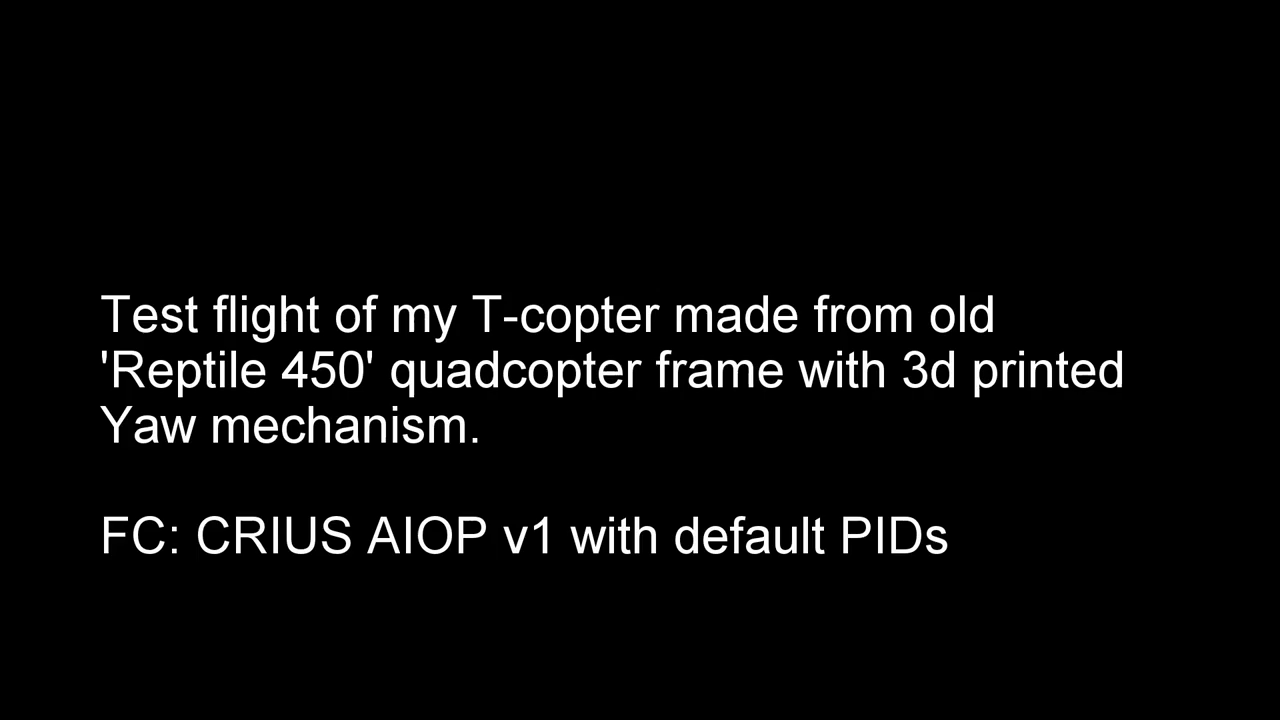 Test flight of my T-copter made from old
'Reptile 450' quadcopter frame with 3d printed
Yaw mechanism.
FC: CRIUS AIOP v1 with default PIDs